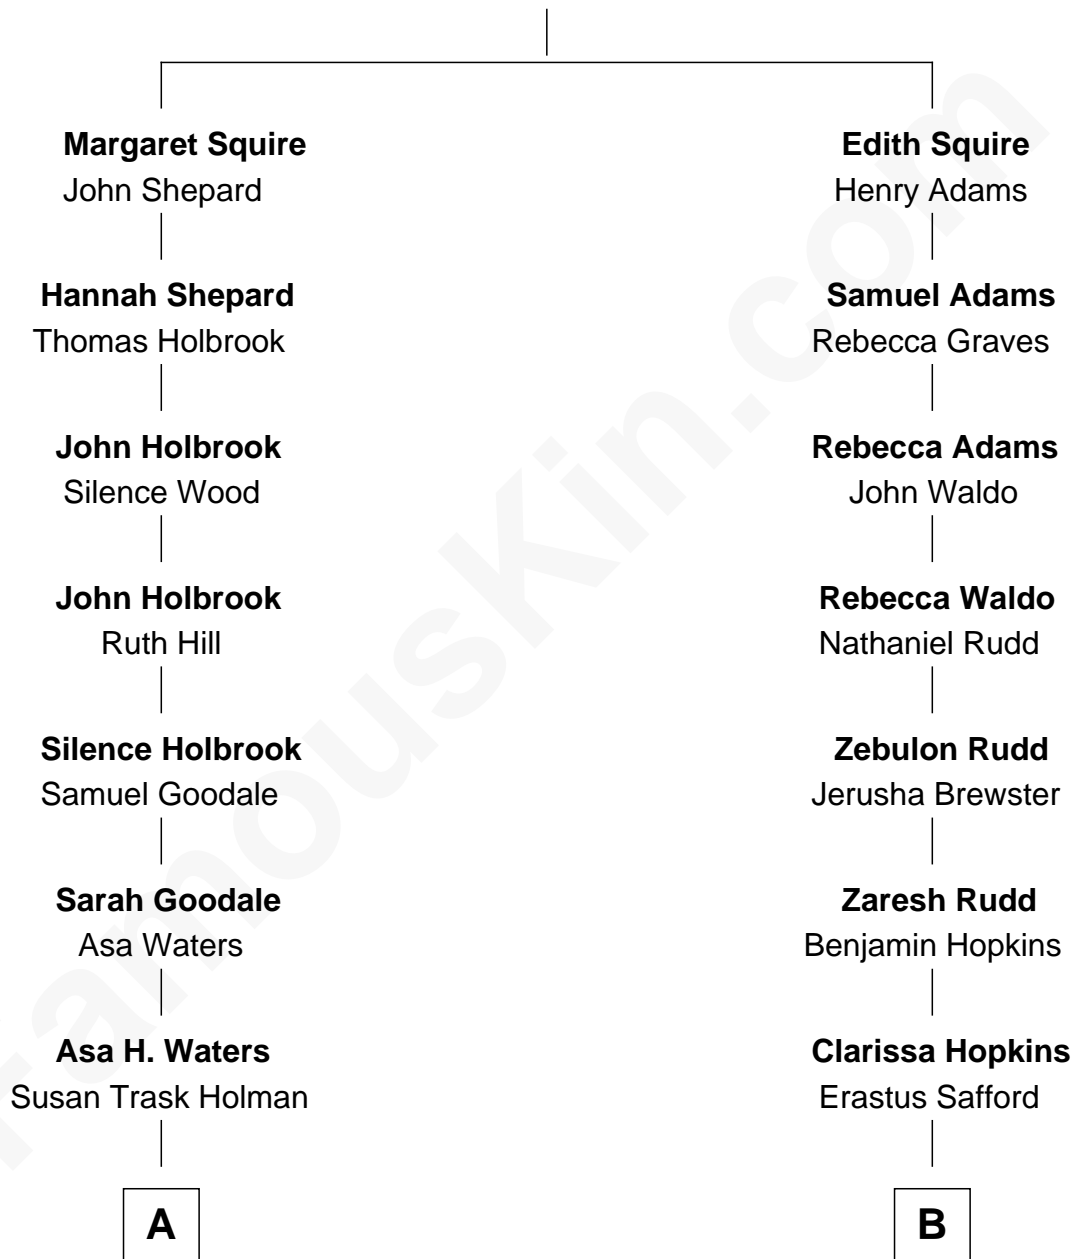 Margaret Squire
John Shepard
Hannah Shepard
Thomas Holbrook
John Holbrook
Silence Wood
John Holbrook
Ruth Hill
Silence Holbrook
Samuel Goodale
Sarah Goodale
Asa Waters
Asa H. Waters
Susan Trask Holman
A
Edith Squire
Henry Adams
Samuel Adams
Rebecca Graves
Rebecca Adams
John Waldo
Rebecca Waldo
Nathaniel Rudd
Zebulon Rudd
Jerusha Brewster
Zaresh Rudd
Benjamin Hopkins
Clarissa Hopkins
Erastus Safford
B
FamousKin.com